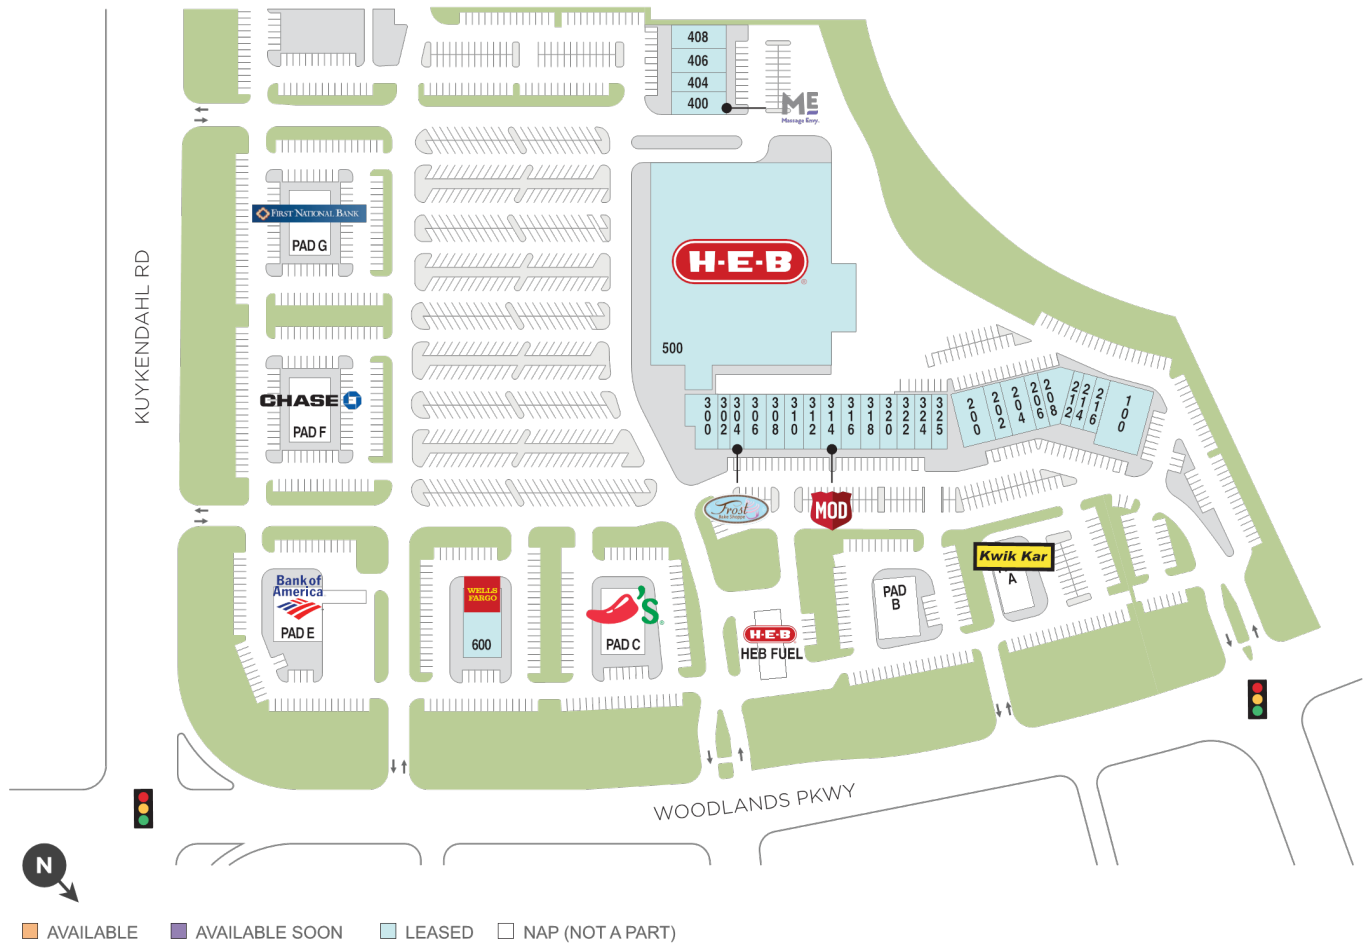 408
406
404
400
ME
Massage Envy.
FIRST NATIONAL BANK
PAD G
KUYKENDAHL RD
H-E-B
500
CHASE
PAD F
300
302
304
306
308
310
312
314
316
318
320
322
324
325
200
202
204
206
208
212
214
216
100
Frost
Bake Shoppe
MOD
Kwik Kar
A
PAD
B
Bank of
America
PAD E
WELLS
FARGO
600
'S
PAD C
H-E-B
HEB FUEL
WOODLANDS PKWY
N
AVAILABLE
AVAILABLE SOON
LEASED
NAP (NOT A PART)